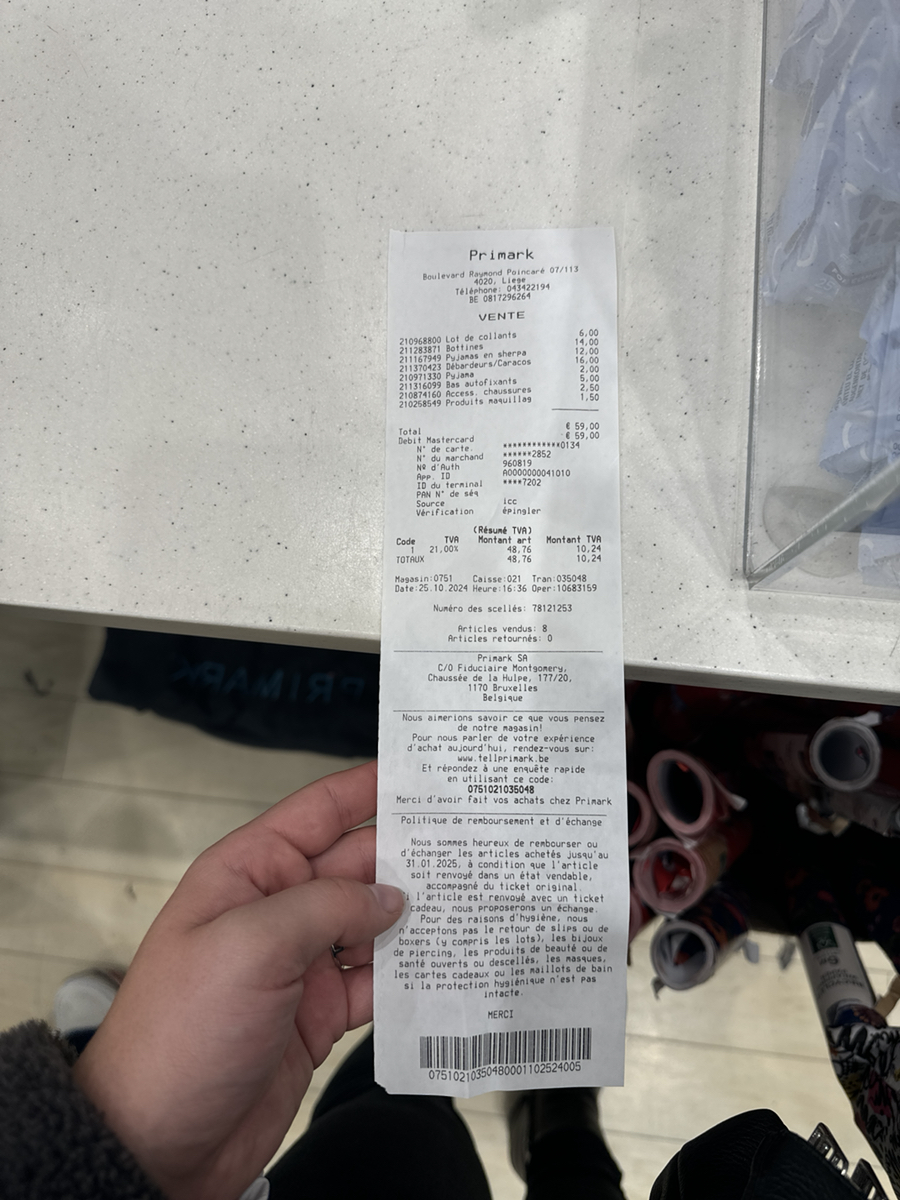 Primark
Boulevard Raymond Poincaré 07/113
4020, Liege
Téléphone: 043422194
BE 0817296264
VENTE
210968800 Lot de collants 6,00
211283871 Bottines 14,00
211167949 Pyjamas en sherpa 12,00
211370423 Débardeurs/Caracos 16,00
210971330 Pyjama 2,00
211316099 Bas autofixants 5,00
210874160 Access. chaussures 2,50
210258549 Produits maquillag 1,50
Total € 59,00
Debit Mastercard € 59,00
N° de carte. ************0134
N° du marchand ******2852
Nº d'Auth 960819
App. ID A0000000041010
ID du terminal ****7202
PAN N° de séq
Source icc
Vérification épingler
(Résumé TVA)
Code TVA Montant art Montant TVA
1 21,00% 48,76 10,24
TOTAUX 48,76 10,24
Magasin:0751 Caisse:021 Tran:035048
Date:25.10.2024 Heure:16:36 Oper:10683159
Numéro des scellés: 78121253
Articles vendus: 8
Articles retournés: 0
Primark SA
C/O Fiduciaire Montgomery,
Chaussée de la Hulpe, 177/20,
1170 Bruxelles
Belgique
Nous aimerions savoir ce que vous pensez
de notre magasin!
Pour nous parler de votre expérience
d'achat aujourd'hui, rendez-vous sur:
www.tellprimark.be
Et répondez à une enquête rapide
en utilisant ce code:
0751021035048
Merci d'avoir fait vos achats chez Primark
Politique de remboursement et d'échange
Nous sommes heureux de rembourser ou
d'échanger les articles achetés jusqu'au
31.01.2025, à condition que l'article
soit renvoyé dans un état vendable,
accompagné du ticket original.
i l'article est renvoyé avec un ticket
cadeau, nous proposerons un échange.
Pour des raisons d'hygiène, nous
n'acceptons pas le retour de slips ou de
boxers (y compris les lots), les bijoux
de piercing, les produits de beauté ou de
santé ouverts ou descellés, les masques,
les cartes cadeaux ou les maillots de bain
si la protection hygiénique n'est pas
intacte.
MERCI
07510210350480001102524005
PRIMARK